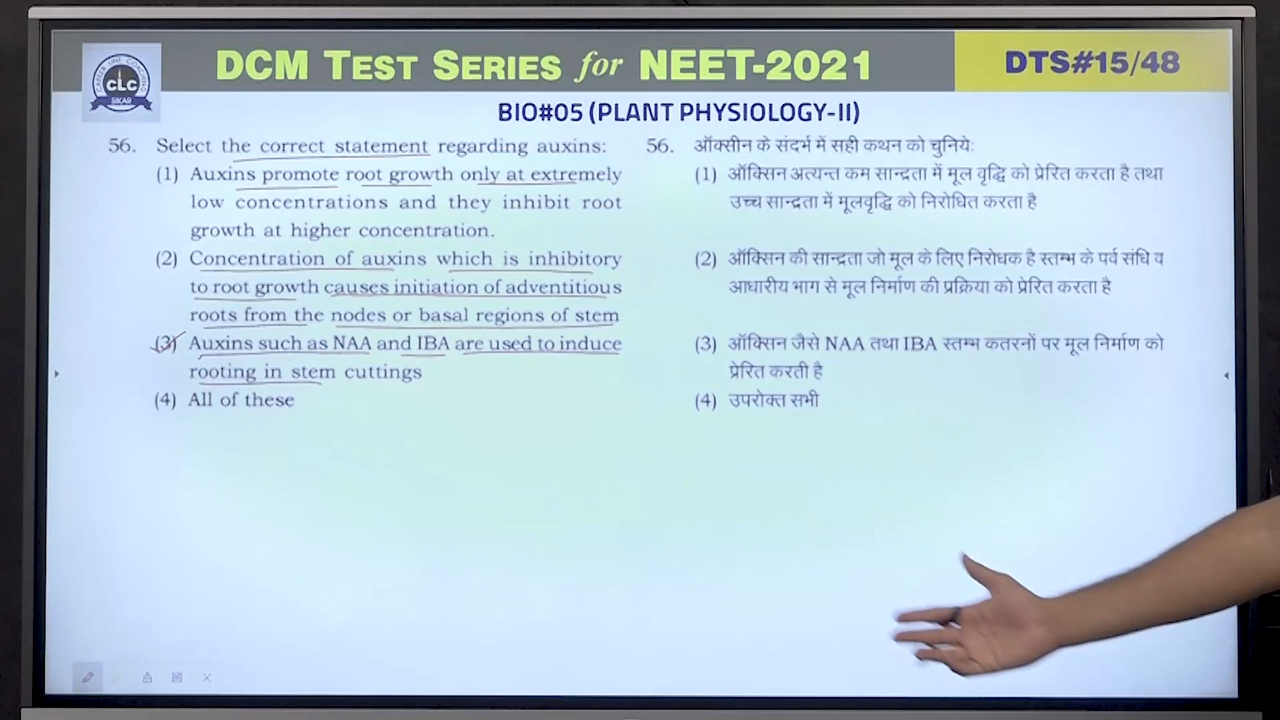 CAREER LINE COACHING
CLC
SIKAR
DCM TEST SERIES for NEET-2021
DTS#15/48
BIO#05 (PLANT PHYSIOLOGY-II)
56. Select the correct statement regarding auxins:
(1) Auxins promote root growth only at extremely
low concentrations and they inhibit root
growth at higher concentration.
(2) Concentration of auxins which is inhibitory
to root growth causes initiation of adventitious
roots from the nodes or basal regions of stem
(3) Auxins such as NAA and IBA are used to induce
rooting in stem cuttings
(4) All of these
56. ऑक्सीन के संदर्भ में सही कथन को चुनिये:
(1) ऑक्सिन अत्यन्त कम सान्द्रता में मूल वृद्धि को प्रेरित करता है तथा
उच्च सान्द्रता में मूलवृद्धि को निरोधित करता है
(2) ऑक्सिन की सान्द्रता जो मूल के लिए निरोधक है स्तम्भ के पर्व संधि व
आधारीय भाग से मूल निर्माण की प्रक्रिया को प्रेरित करता है
(3) ऑक्सिन जैसे NAA तथा IBA स्तम्भ कतरनों पर मूल निर्माण को
प्रेरित करती है
(4) उपरोक्त सभी